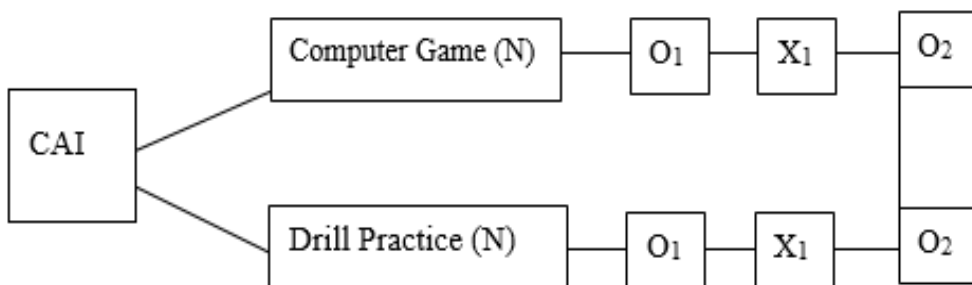 Computer Game (N) O₁ X₁ O₂
CAI
Drill Practice (N) O₁ X₁ O₂